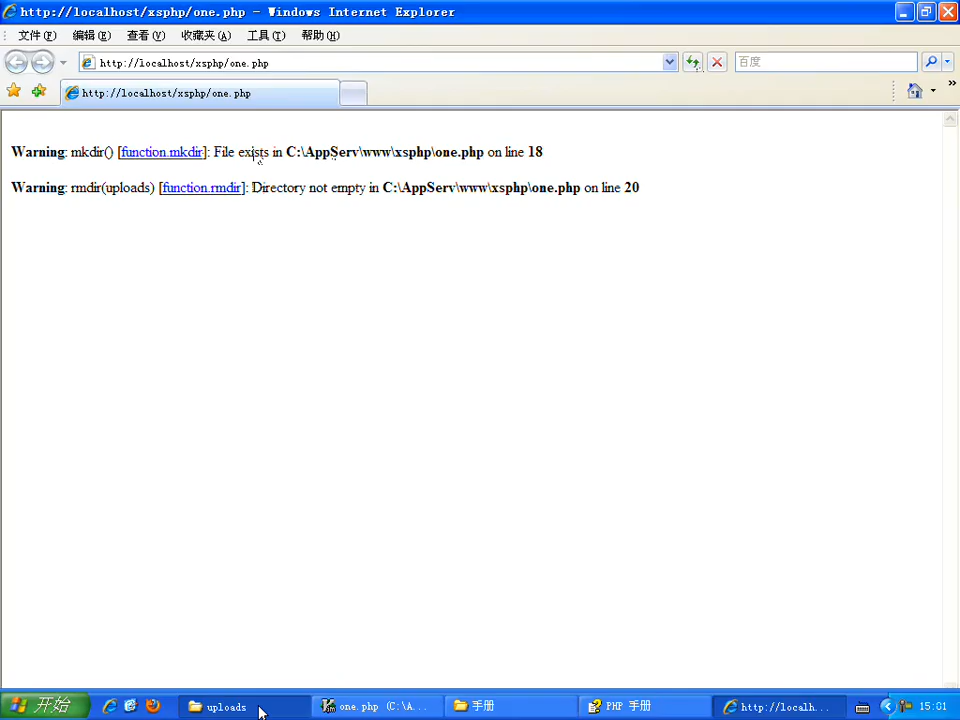 http://localhost/xsphp/one.php - Windows Internet Explorer
文件(F) 编辑(E) 查看(V) 收藏夹(A) 工具(T) 帮助(H)
http://localhost/xsphp/one.php 百度
http://localhost/xsphp/one.php
Warning: mkdir() [function.mkdir]: File exists in C:\AppServ\www\xsphp\one.php on line 18
Warning: rmdir(uploads) [function.rmdir]: Directory not empty in C:\AppServ\www\xsphp\one.php on line 20
开始 uploads one.php (C:\A... 手册 PHP 手册 http://localh... 15:01